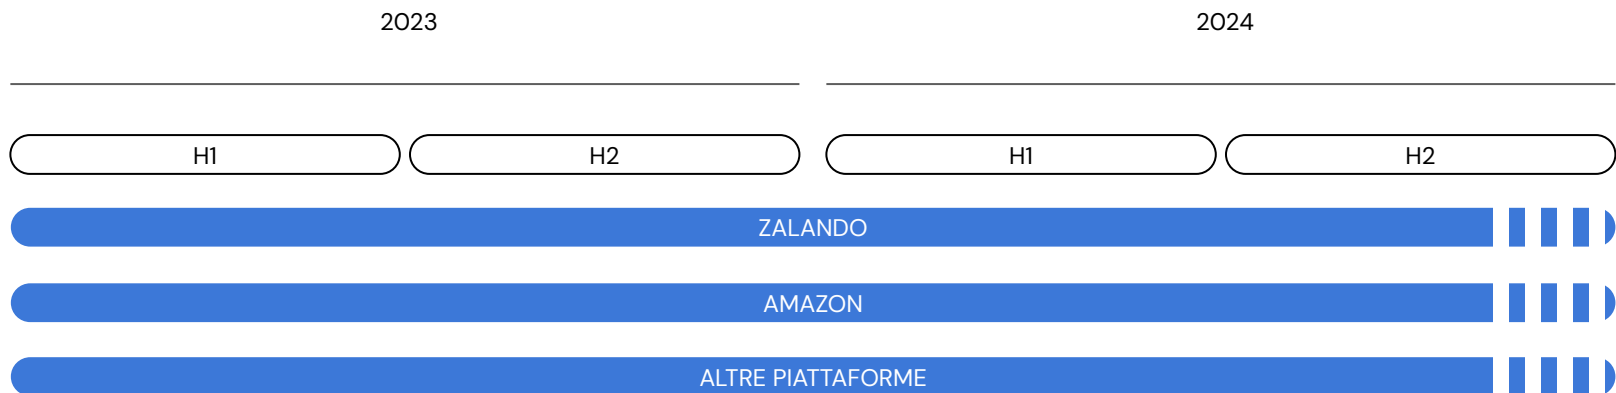 2023 2024
H1 H2 H1 H2
ZALANDO
AMAZON
ALTRE PIATTAFORME